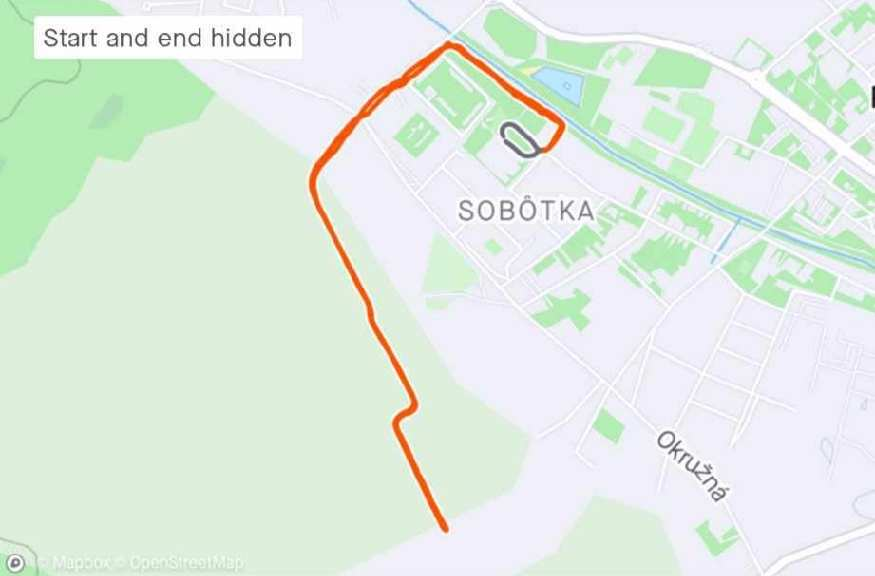 Start and end hidden
SOBÔTKA
Okružná
© Mapbox © OpenStreetMap